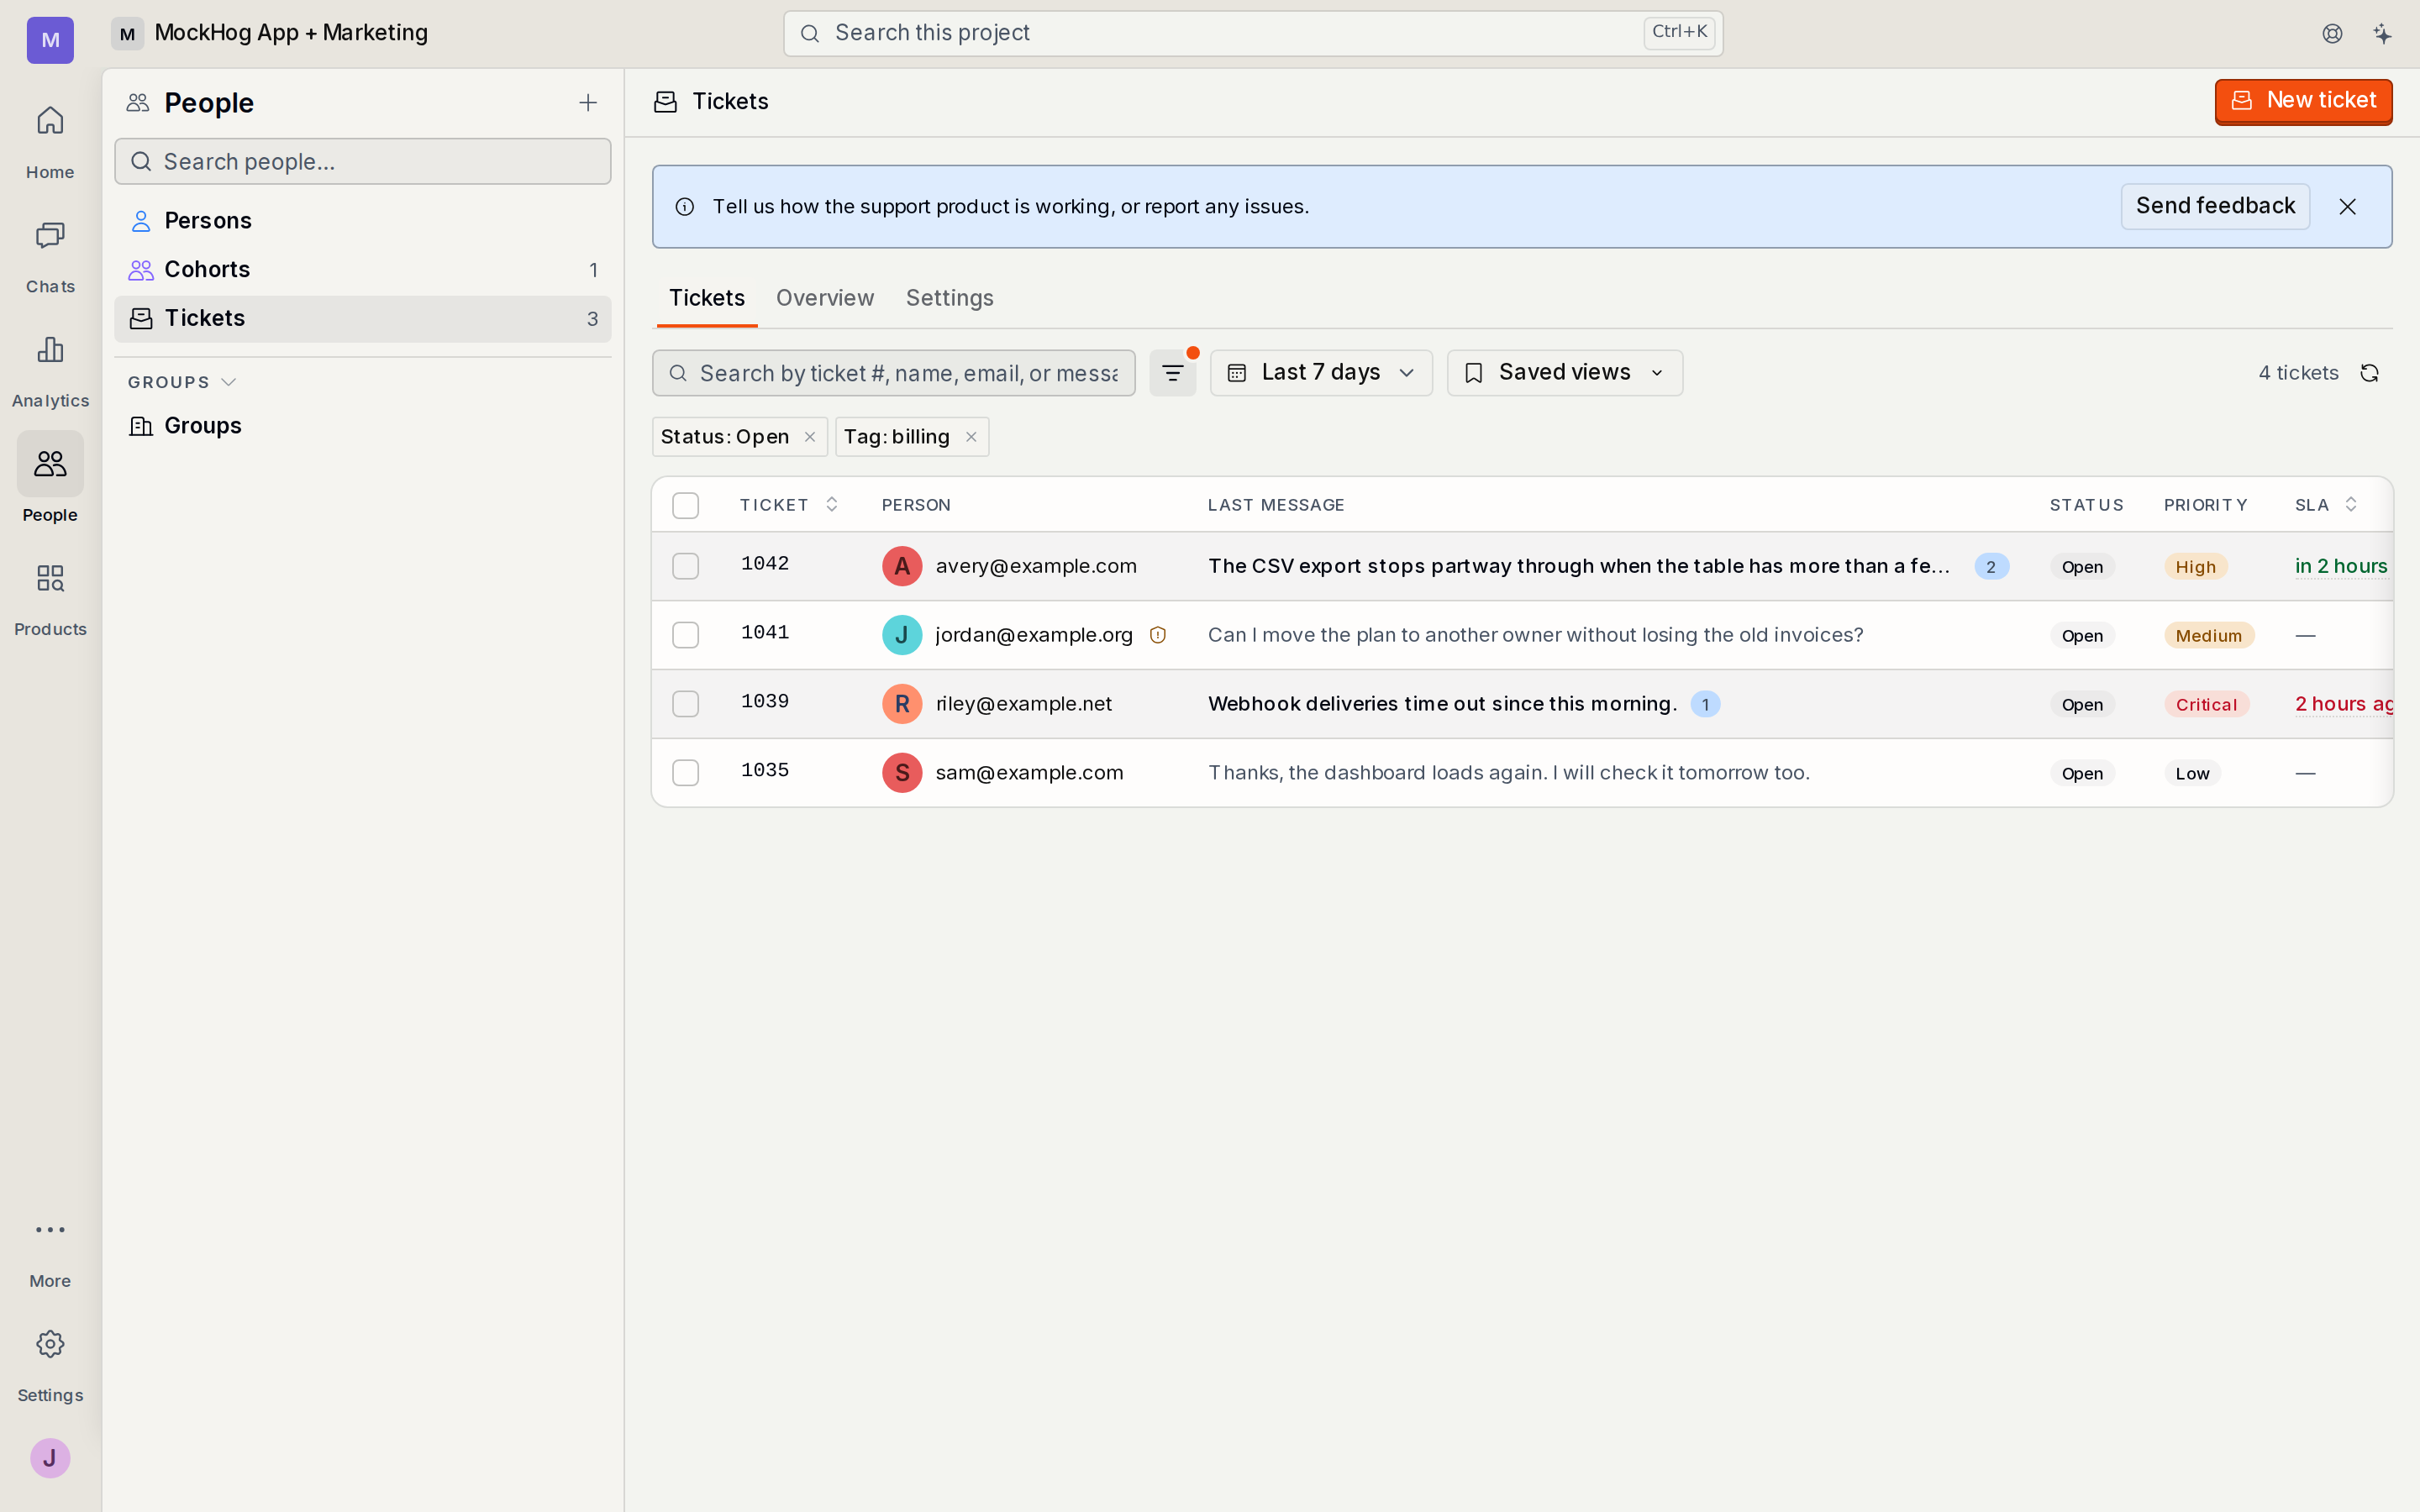 M
M MockHog App + Marketing
Search this project
Ctrl+K
Home
Chats
Analytics
People
Products
More
Settings
J
People
Search people...
Persons
Cohorts 1
Tickets 3
GROUPS
Groups
Tickets
New ticket
Tell us how the support product is working, or report any issues.
Send feedback
Tickets Overview Settings
Search by ticket #, name, email, or messa
Last 7 days
Saved views
4 tickets
Status: Open
Tag: billing
TICKET PERSON LAST MESSAGE STATUS PRIORITY SLA
1042 A avery@example.com The CSV export stops partway through when the table has more than a fe... 2 Open High in 2 hours
1041 J jordan@example.org Can I move the plan to another owner without losing the old invoices? Open Medium —
1039 R riley@example.net Webhook deliveries time out since this morning. 1 Open Critical 2 hours ag
1035 S sam@example.com Thanks, the dashboard loads again. I will check it tomorrow too. Open Low —